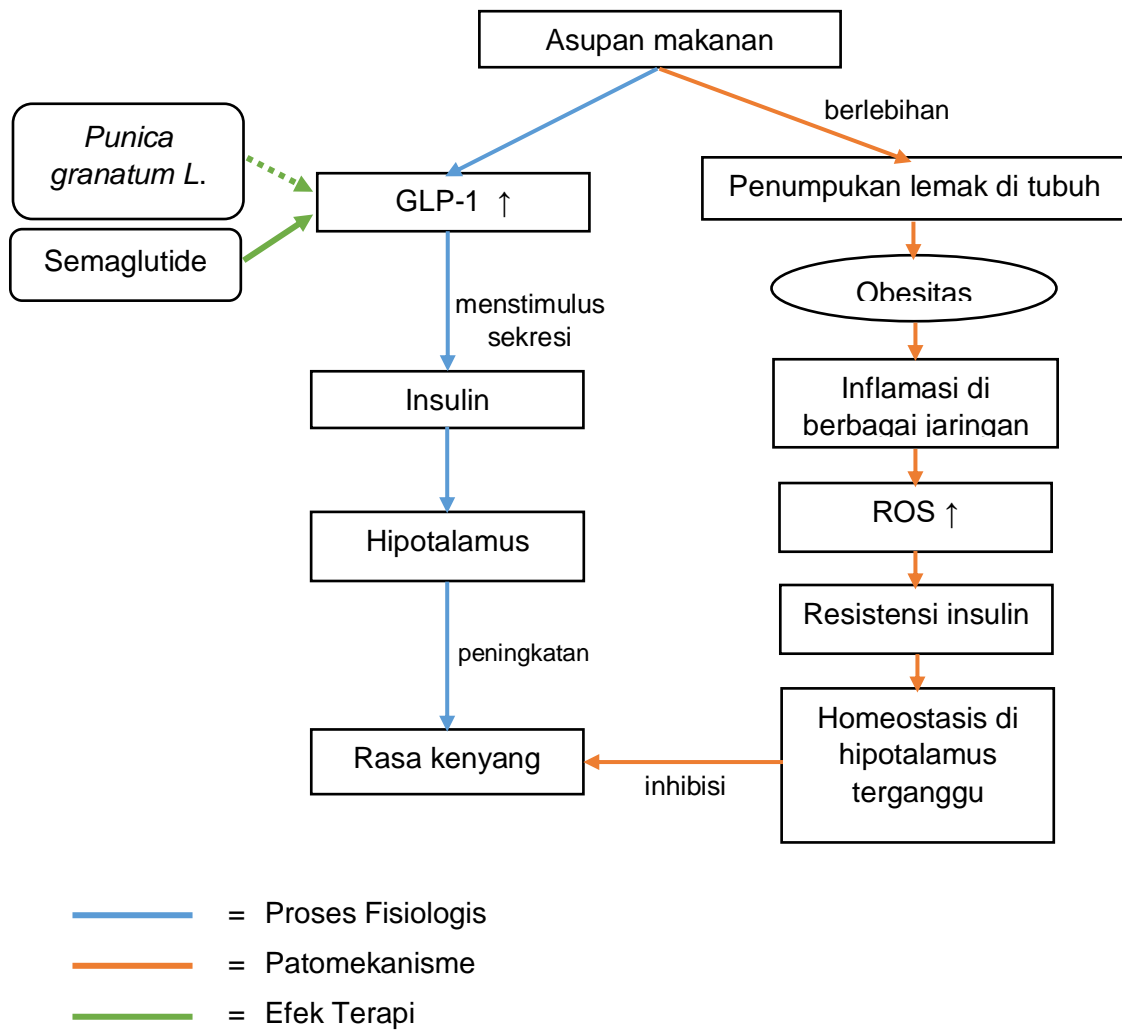 Asupan makanan
berlebihan
Punica
granatum L.
GLP-1 ↑
Penumpukan lemak di tubuh
Semaglutide
Obesitas
menstimulus
sekresi
Insulin
Inflamasi di
berbagai jaringan
ROS ↑
Hipotalamus
Resistensi insulin
peningkatan
Homeostasis di
hipotalamus
terganggu
Rasa kenyang
inhibisi
= Proses Fisiologis
= Patomekanisme
= Efek Terapi